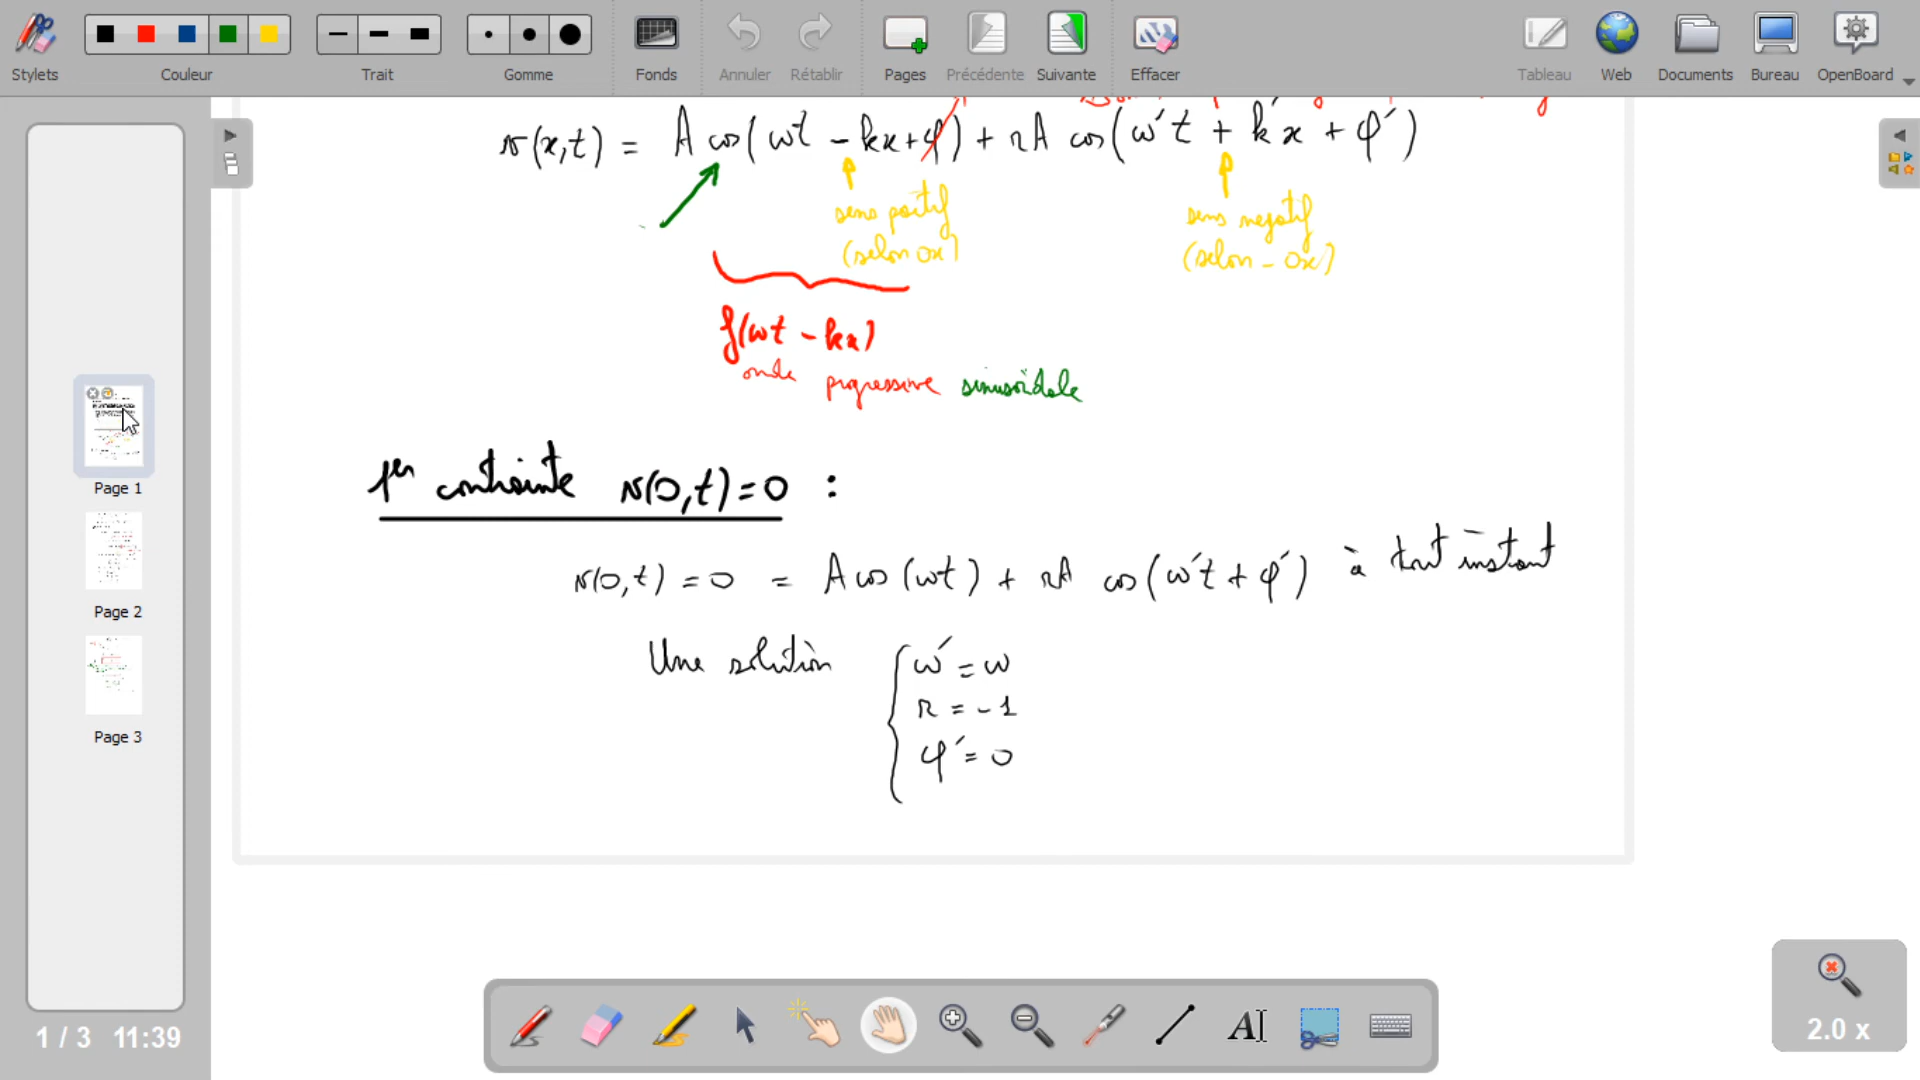 Stylets Couleur Trait Gomme Fonds Annuler Rétablir Pages Précédente Suivante Effacer Tableau Web Documents Bureau OpenBoard
v(x,t) = A cos(ωt - kx + φ) + rA cos(ω't + k'x + φ')
sens positif
(selon Ox)
sens négatif
(selon - Ox)
f(ωt - kx)
onde progressive sinusoïdale
1ère contrainte v(0,t)=0 :
v(0,t) = 0 = A cos(ωt) + rA cos(ω't + φ') à tout instant
Une solution
ω' = ω
r = -1
φ' = 0
Page 1
Page 2
Page 3
1 / 3 11:39
2.0 x